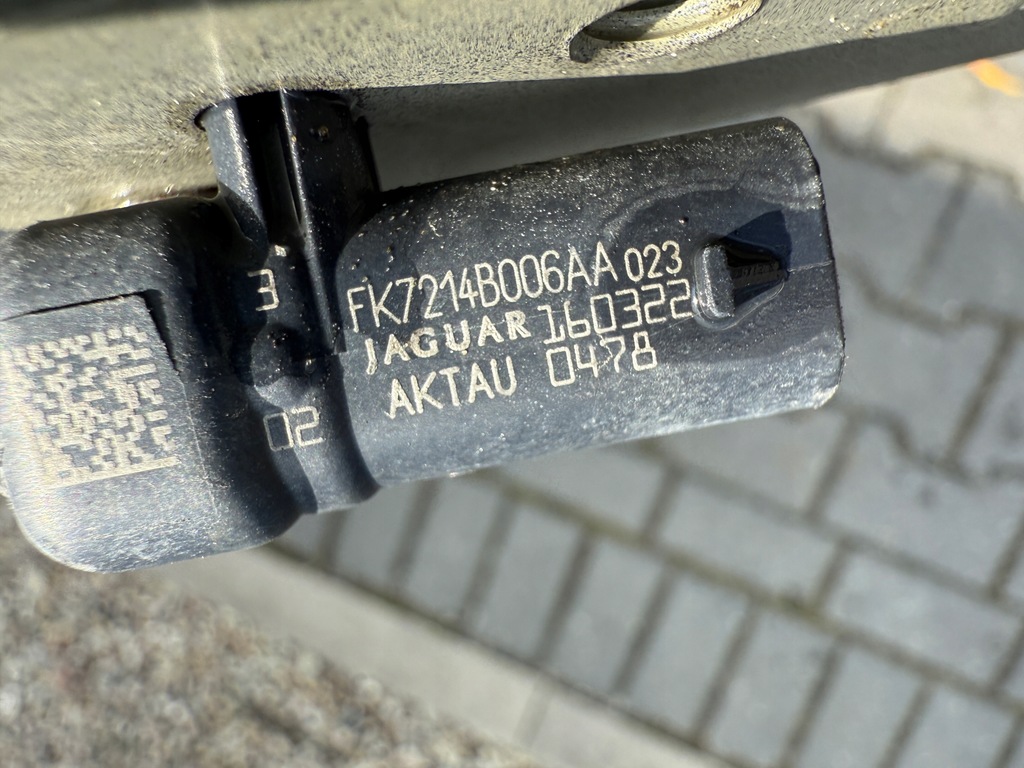 3
02
FK7214B006AA 023
JAGUAR 160322
AKTAU 0478